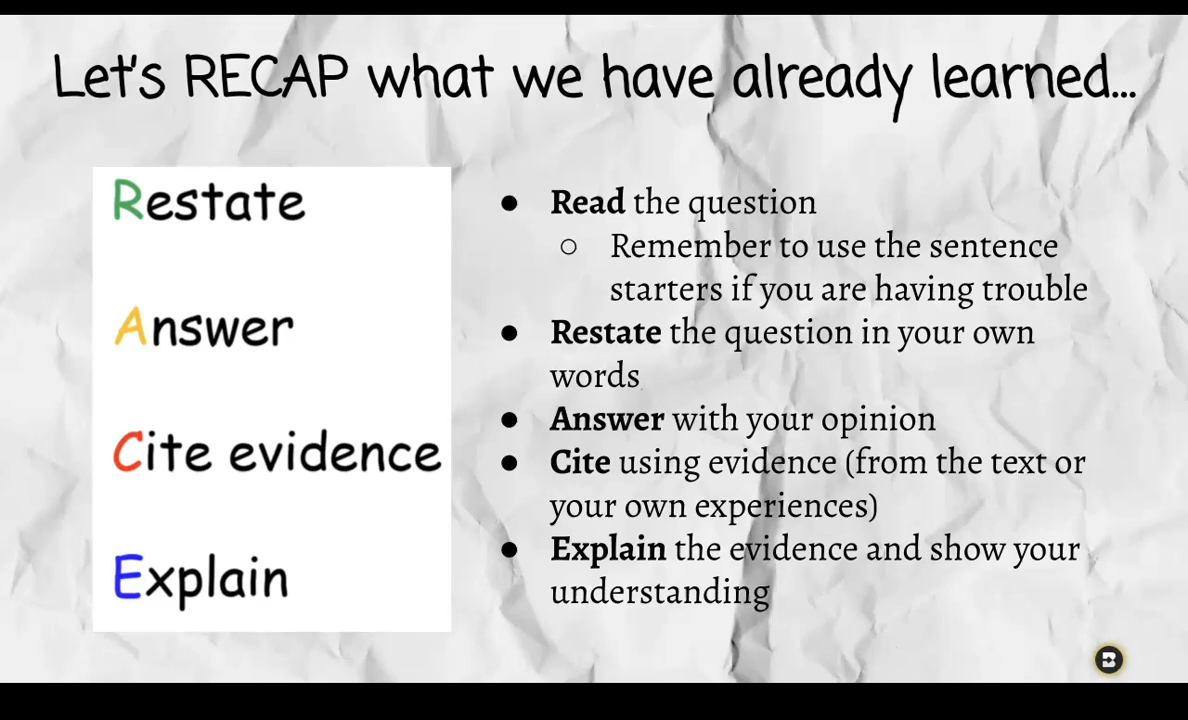 Let's RECAP what we have already learned...
Restate
Answer
Cite evidence
Explain
● Read the question
○ Remember to use the sentence
starters if you are having trouble
● Restate the question in your own
words
● Answer with your opinion
● Cite using evidence (from the text or
your own experiences)
● Explain the evidence and show your
understanding
B